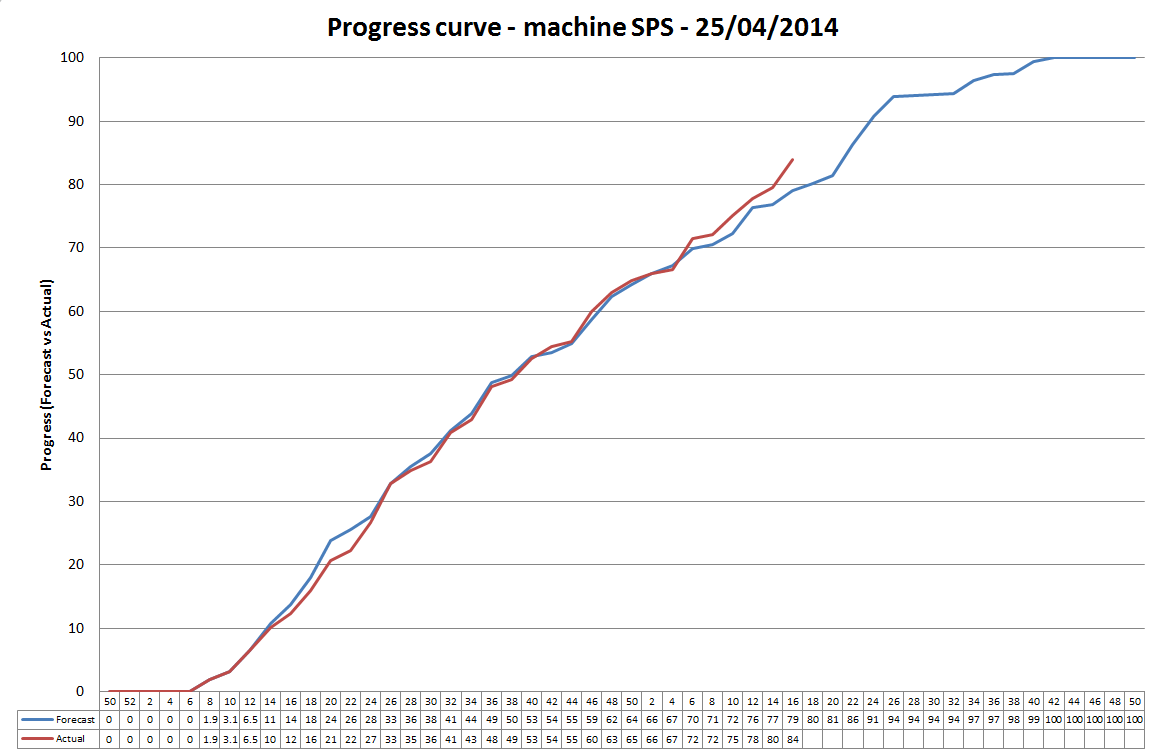 Progress curve - machine SPS - 25/04/2014
Progress (Forecast vs Actual)
100
90
80
70
60
50
40
30
20
10
0
50 52 2 4 6 8 10 12 14 16 18 20 22 24 26 28 30 32 34 36 38 40 42 44 46 48 50 2 4 6 8 10 12 14 16 18 20 22 24 26 28 30 32 34 36 38 40 42 44 46 48 50
Forecast 0 0 0 0 0 1.9 3.1 6.5 11 14 18 24 26 28 33 36 38 41 44 49 50 53 54 55 59 62 64 66 67 70 71 72 76 77 79 80 81 86 91 94 94 94 94 97 97 98 99 100 100 100 100 100
Actual 0 0 0 0 0 1.9 3.1 6.5 10 12 16 21 22 27 33 35 36 41 43 48 49 53 54 55 60 63 65 66 67 72 72 75 78 80 84